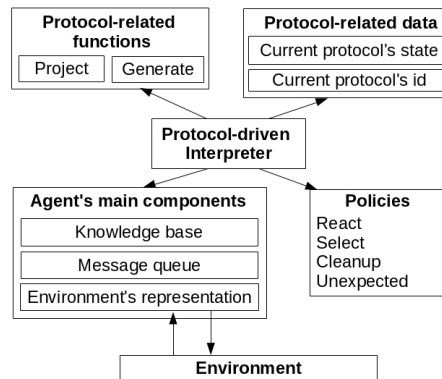 Protocol-related
functions
Project
Generate
Protocol-related data
Current protocol's state
Current protocol's id
Protocol-driven
Interpreter
Agent's main components
Knowledge base
Message queue
Environment's representation
Policies
React
Select
Cleanup
Unexpected
Environment